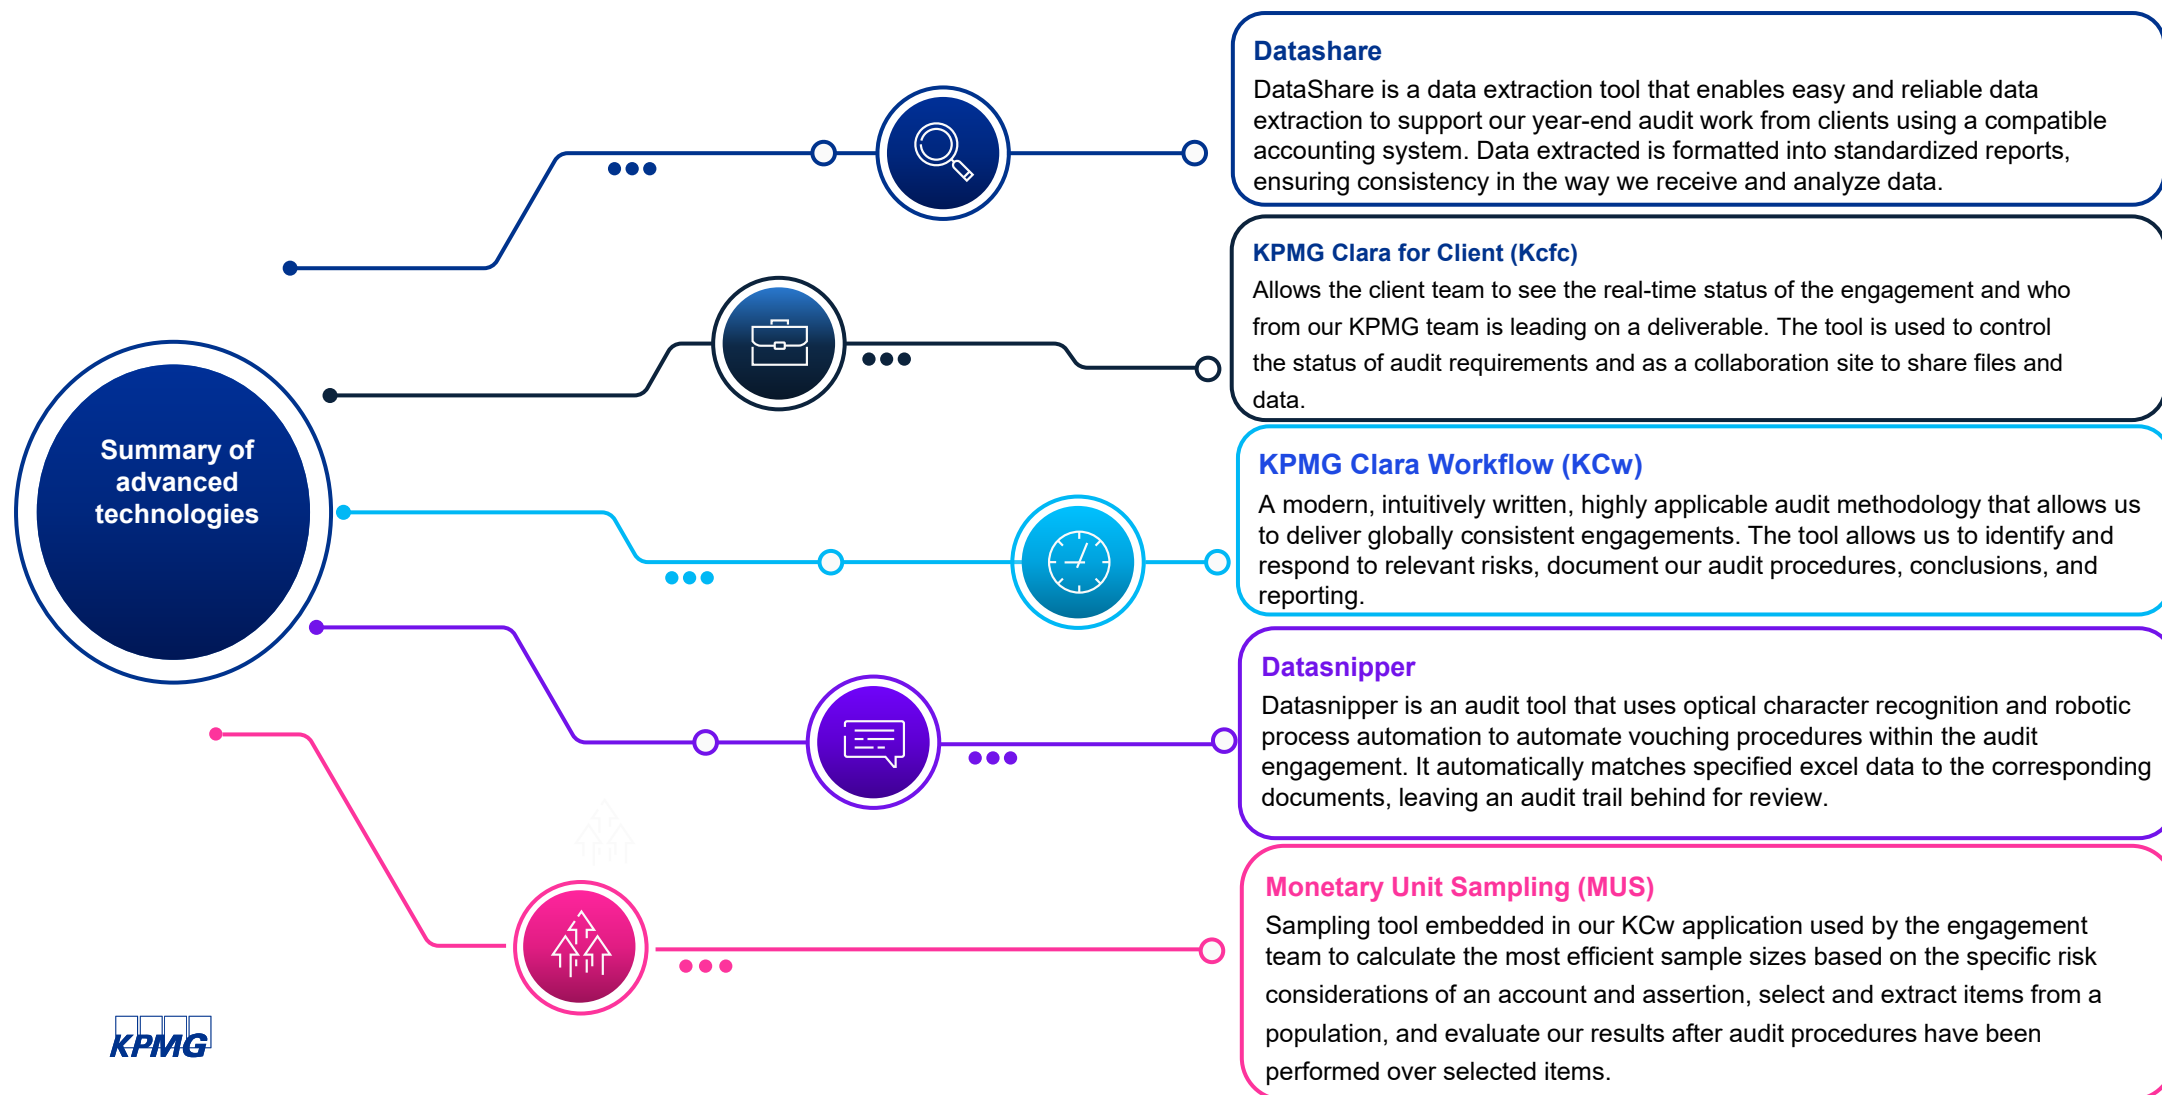 Summary of
advanced
technologies
Datashare
DataShare is a data extraction tool that enables easy and reliable data
extraction to support our year-end audit work from clients using a compatible
accounting system. Data extracted is formatted into standardized reports,
ensuring consistency in the way we receive and analyze data.
KPMG Clara for Client (Kcfc)
Allows the client team to see the real-time status of the engagement and who
from our KPMG team is leading on a deliverable. The tool is used to control
the status of audit requirements and as a collaboration site to share files and
data.
KPMG Clara Workflow (KCw)
A modern, intuitively written, highly applicable audit methodology that allows us
to deliver globally consistent engagements. The tool allows us to identify and
respond to relevant risks, document our audit procedures, conclusions, and
reporting.
Datasnipper
Datasnipper is an audit tool that uses optical character recognition and robotic
process automation to automate vouching procedures within the audit
engagement. It automatically matches specified excel data to the corresponding
documents, leaving an audit trail behind for review.
Monetary Unit Sampling (MUS)
Sampling tool embedded in our KCw application used by the engagement
team to calculate the most efficient sample sizes based on the specific risk
considerations of an account and assertion, select and extract items from a
population, and evaluate our results after audit procedures have been
performed over selected items.
KPMG